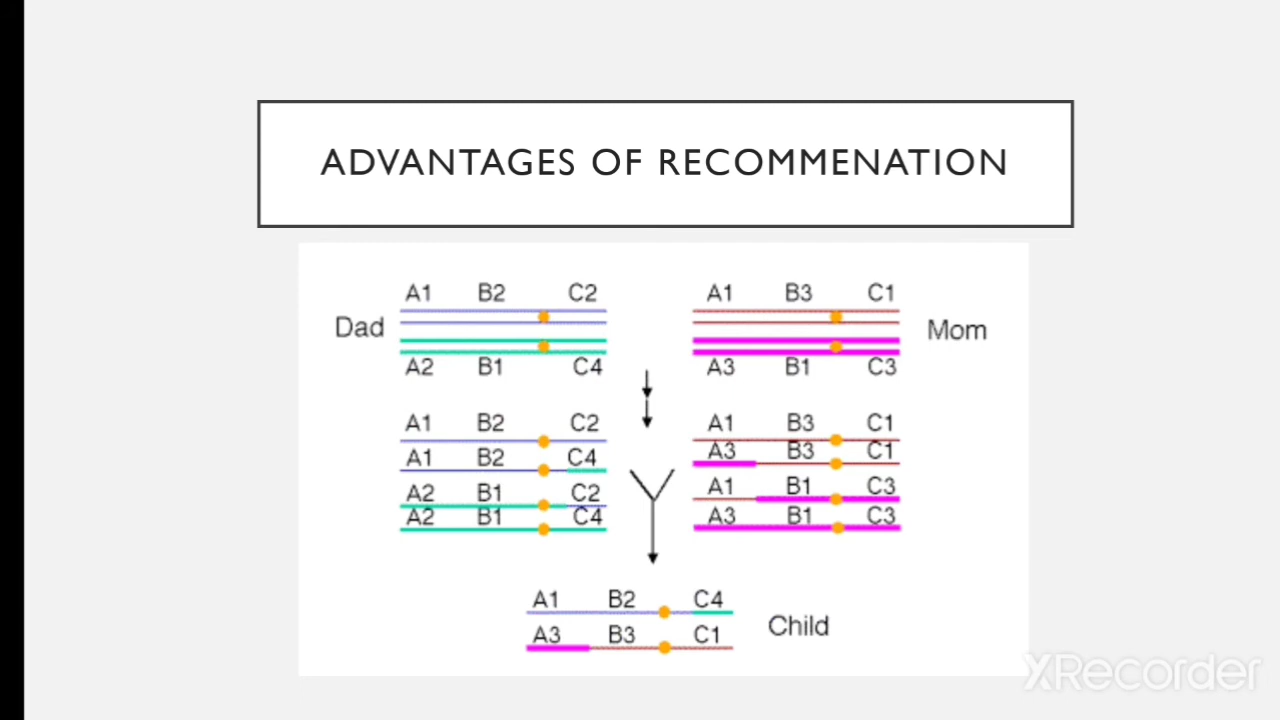 ADVANTAGES OF RECOMMENATION
A1 B2 C2 A1 B3 C1
Dad Mom
A2 B1 C4 A3 B1 C3
A1 B2 C2 A1 B3 C1
A1 B2 C4 A3 B3 C1
A2 B1 C2 A1 B1 C3
A2 B1 C4 A3 B1 C3
A1 B2 C4
Child
A3 B3 C1
XRecorder